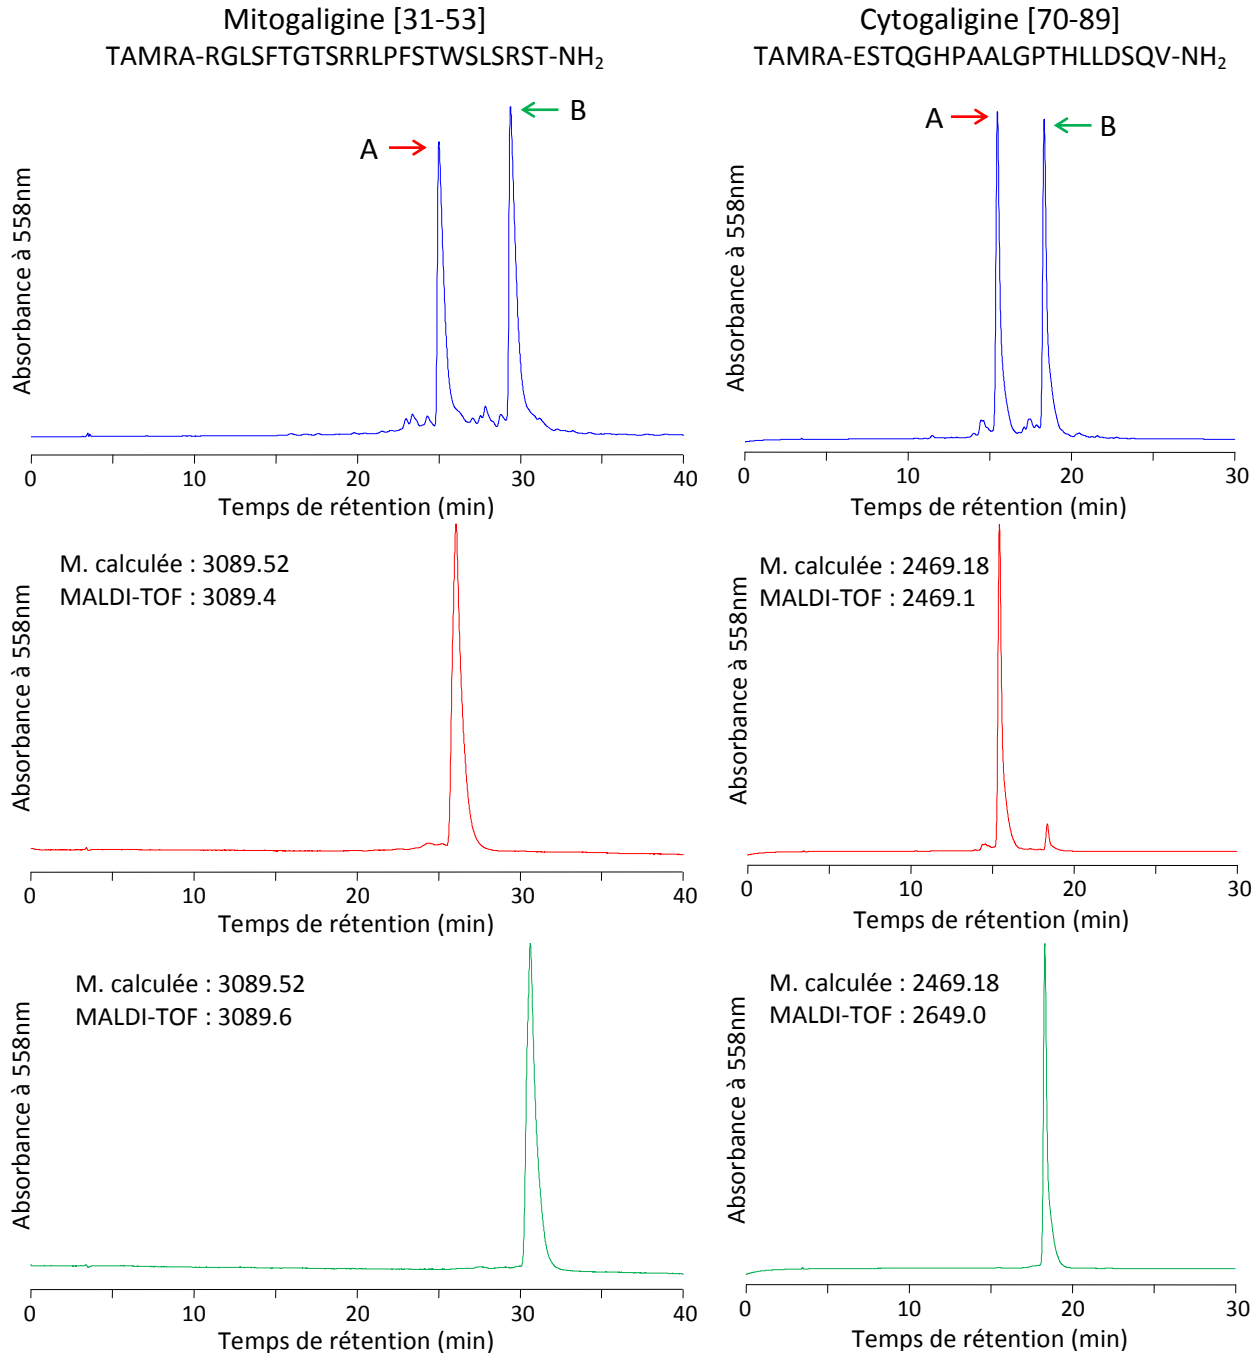 Mitogaligine [31-53]
TAMRA-RGLSFTGTSRRLPFSTWSLSRST-NH₂
A
B
Absorbance à 558nm
0 10 20 30 40
Temps de rétention (min)
Cytogaligine [70-89]
TAMRA-ESTQGHPAALGPTHLLDSQV-NH₂
A
B
Absorbance à 558nm
0 10 20 30
Temps de rétention (min)
M. calculée : 3089.52
MALDI-TOF : 3089.4
Absorbance à 558nm
0 10 20 30 40
Temps de rétention (min)
M. calculée : 2469.18
MALDI-TOF : 2469.1
Absorbance à 558nm
0 10 20 30
Temps de rétention (min)
M. calculée : 3089.52
MALDI-TOF : 3089.6
Absorbance à 558nm
0 10 20 30 40
Temps de rétention (min)
M. calculée : 2469.18
MALDI-TOF : 2649.0
Absorbance à 558nm
0 10 20 30
Temps de rétention (min)